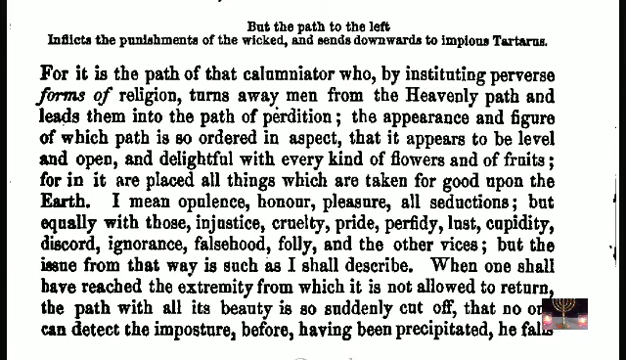 But the path to the left
Inflicts the punishments of the wicked, and sends downwards to impious Tartarus.
For it is the path of that calumniator who, by instituting perverse
forms of religion, turns away men from the Heavenly path and
leads them into the path of perdition; the appearance and figure
of which path is so ordered in aspect, that it appears to be level
and open, and delightful with every kind of flowers and of fruits;
for in it are placed all things which are taken for good upon the
Earth. I mean opulence, honour, pleasure, all seductions; but
equally with those, injustice, cruelty, pride, perfidy, lust, cupidity,
discord, ignorance, falsehood, folly, and the other vices; but the
issue from that way is such as I shall describe. When one shall
have reached the extremity from which it is not allowed to return,
the path with all its beauty is so suddenly cut off, that no
can detect the imposture, before, having been precipitated, he falls